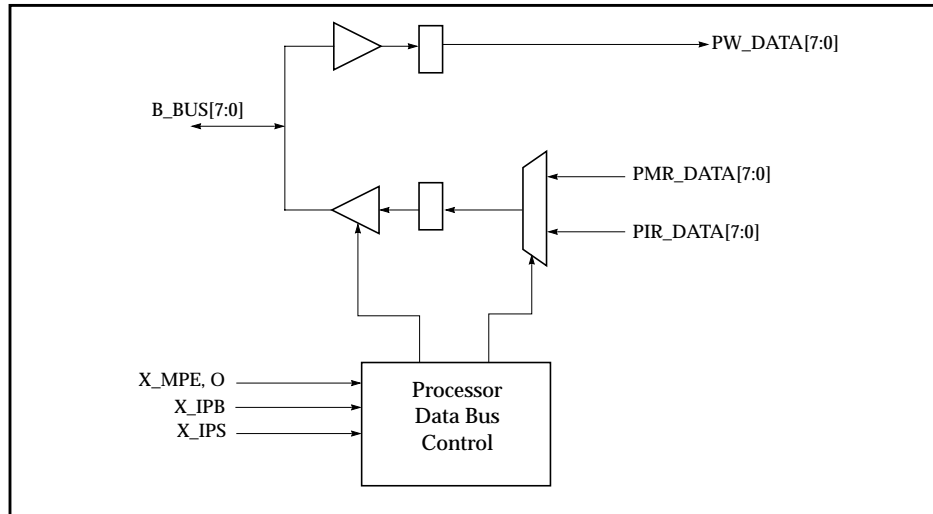 PW_DATA[7:0]
B_BUS[7:0]
PMR_DATA[7:0]
PIR_DATA[7:0]
X_MPE, O
X_IPB
X_IPS
Processor
Data Bus
Control